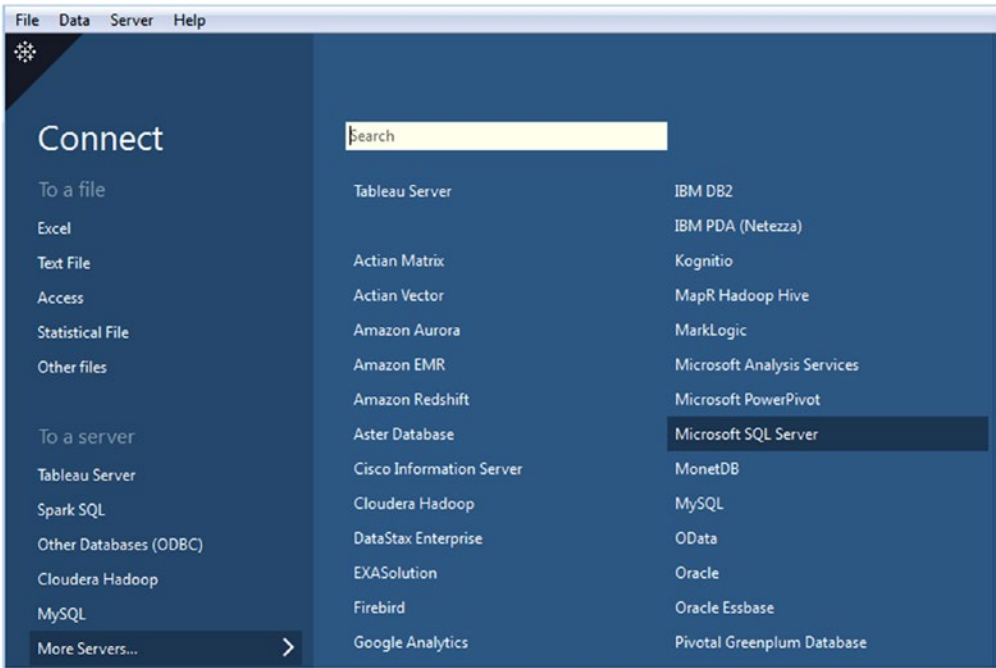 File Data Server Help
Connect
To a file
Excel
Text File
Access
Statistical File
Other files
To a server
Tableau Server
Spark SQL
Other Databases (ODBC)
Cloudera Hadoop
MySQL
More Servers...
Search
Tableau Server
Actian Matrix
Actian Vector
Amazon Aurora
Amazon EMR
Amazon Redshift
Aster Database
Cisco Information Server
Cloudera Hadoop
DataStax Enterprise
EXASolution
Firebird
Google Analytics
IBM DB2
IBM PDA (Netezza)
Kognitio
MapR Hadoop Hive
MarkLogic
Microsoft Analysis Services
Microsoft PowerPivot
Microsoft SQL Server
MonetDB
MySQL
OData
Oracle
Oracle Essbase
Pivotal Greenplum Database